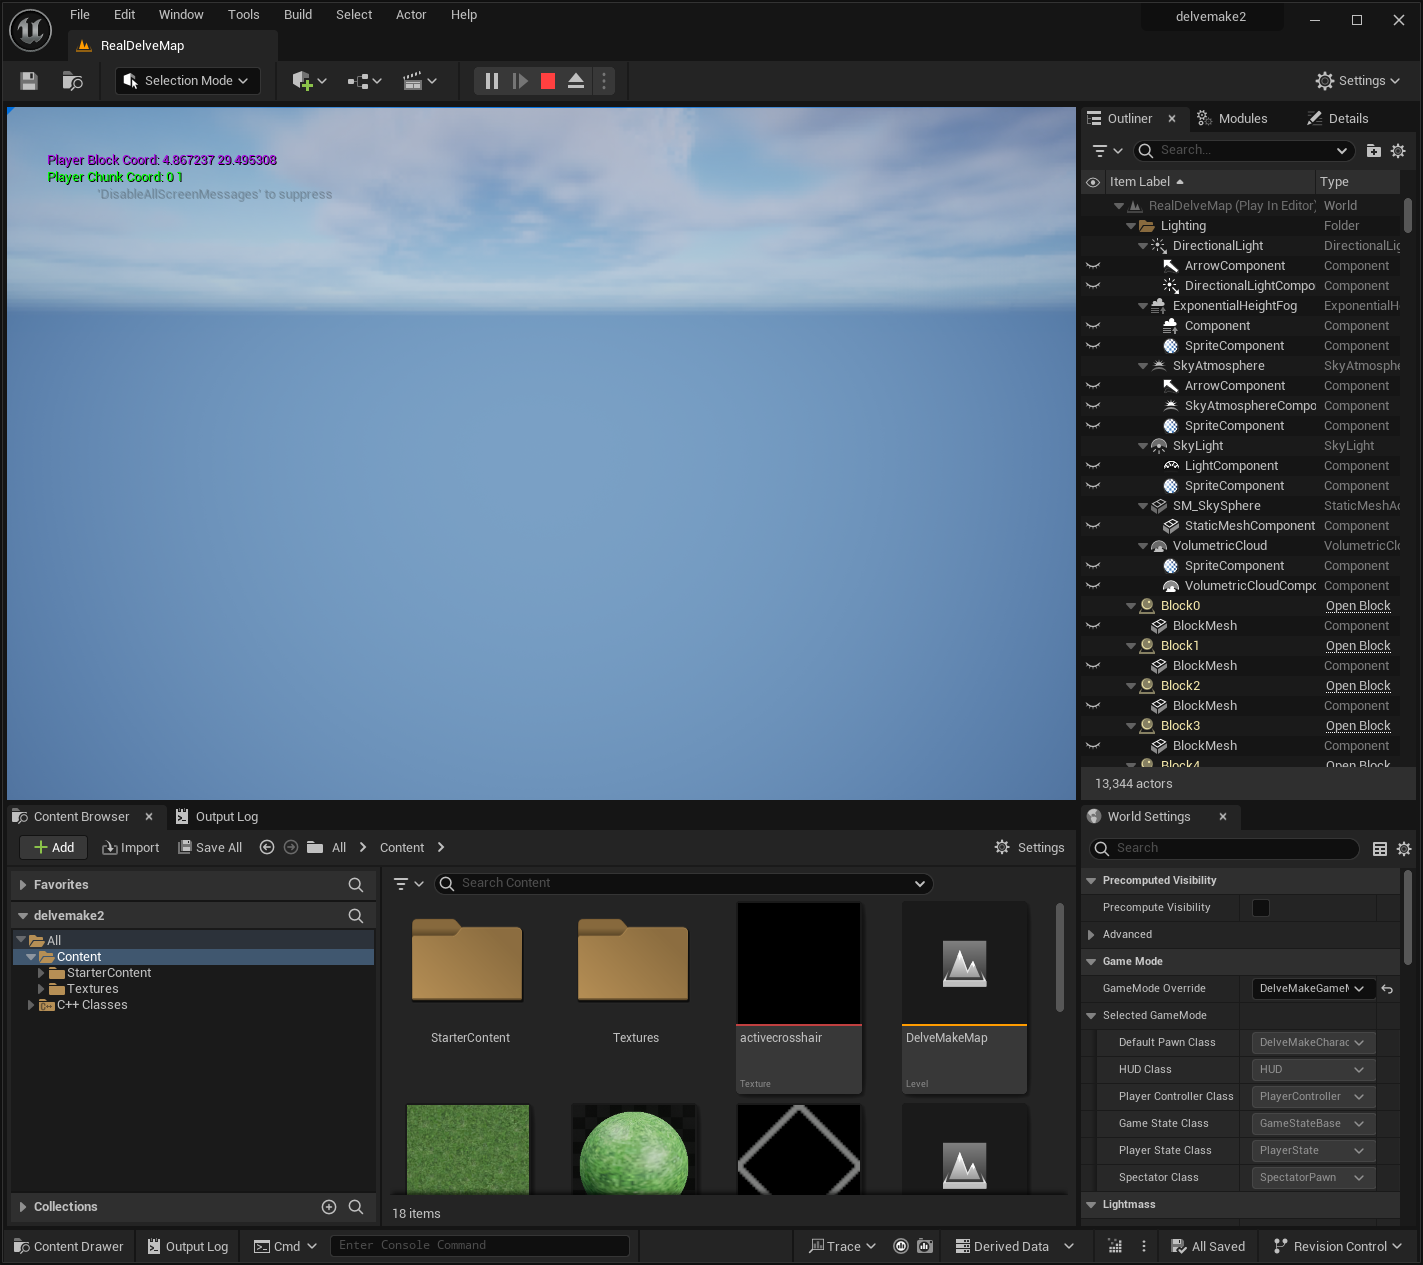 File Edit Window Tools Build Select Actor Help
delvemake2
RealDelveMap
Selection Mode
Settings
Player Block Coord: 4.867237 29.495308
Player Chunk Coord: 0 1
'DisableAllScreenMessages' to suppress
Outliner Modules Details
Search...
Item Label Type
RealDelveMap (Play In Editor) World
Lighting Folder
DirectionalLight DirectionalLig
ArrowComponent Component
DirectionalLightCompo Component
ExponentialHeightFog ExponentialH
Component Component
SpriteComponent Component
SkyAtmosphere SkyAtmosphe
ArrowComponent Component
SkyAtmosphereCompo Component
SpriteComponent Component
SkyLight SkyLight
LightComponent Component
SpriteComponent Component
SM_SkySphere StaticMeshAc
StaticMeshComponent Component
VolumetricCloud VolumetricClo
SpriteComponent Component
VolumetricCloudCompo Component
Block0 Open Block
BlockMesh Component
Block1 Open Block
BlockMesh Component
Block2 Open Block
BlockMesh Component
Block3 Open Block
BlockMesh Component
Block4 Open Block
13,344 actors
Content Browser Output Log
Add Import Save All All Content Settings
Favorites
delvemake2
All
Content
StarterContent
Textures
C++ Classes
Collections
Search Content
StarterContent
Textures
activecrosshair
Texture
DelveMakeMap
Level
18 items
World Settings
Search
Precomputed Visibility
Precompute Visibility
Advanced
Game Mode
GameMode Override DelveMakeGameM
Selected GameMode
Default Pawn Class DelveMakeCharac
HUD Class HUD
Player Controller Class PlayerController
Game State Class GameStateBase
Player State Class PlayerState
Spectator Class SpectatorPawn
Lightmass
Content Drawer Output Log Cmd Enter Console Command Trace Derived Data All Saved Revision Control